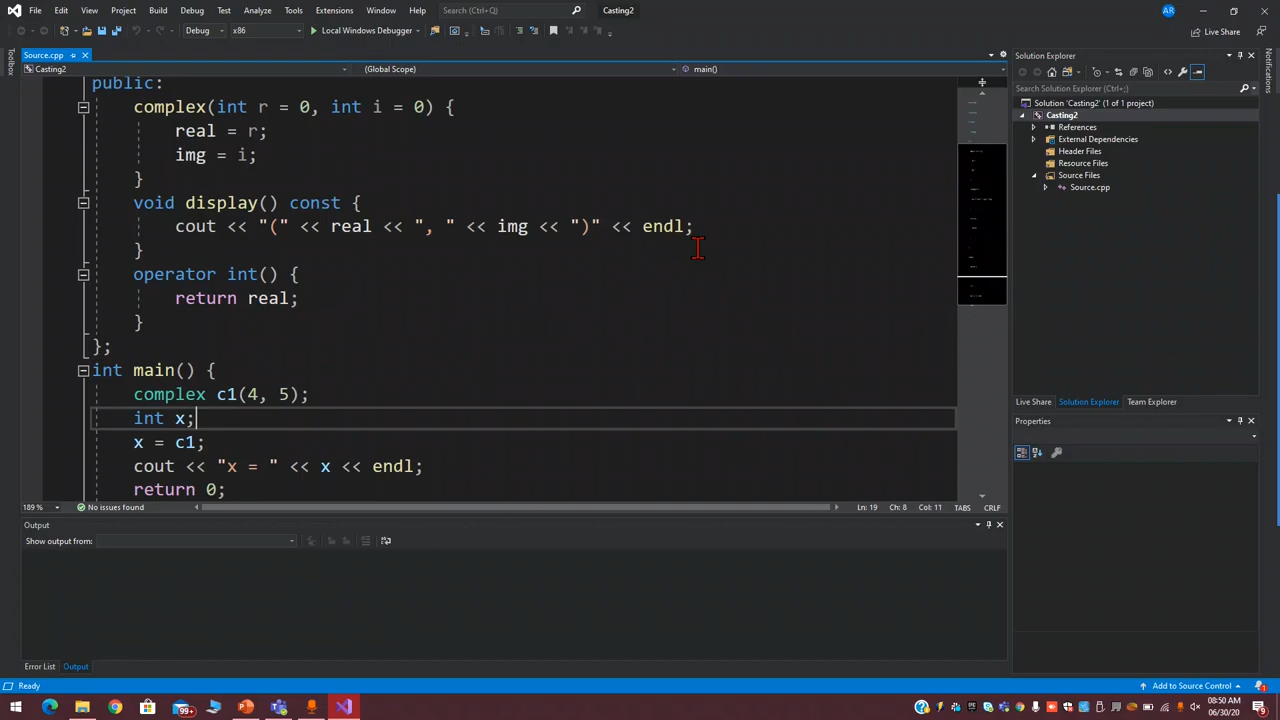 File Edit View Project Build Debug Test Analyze Tools Extensions Window Help Search (Ctrl+Q) Casting2 AR
Debug x86 Local Windows Debugger Live Share
Source.cpp Solution Explorer
Casting2 (Global Scope) main()
Toolbox
Notifications
Search Solution Explorer (Ctrl+;)
Solution 'Casting2' (1 of 1 project)
Casting2
References
External Dependencies
Header Files
Resource Files
Source Files
Source.cpp
public:
complex(int r = 0, int i = 0) {
real = r;
img = i;
}
void display() const {
cout << "(" << real << ", " << img << ")" << endl;
}
operator int() {
return real;
}
};
int main() {
complex c1(4, 5);
int x;
x = c1;
cout << "x = " << x << endl;
return 0;
Live Share Solution Explorer Team Explorer
Properties
189 % No issues found Ln: 19 Ch: 8 Col: 11 TABS CRLF
Output
Show output from:
Error List Output
Ready Add to Source Control 1
99+ 08:50 AM
06/30/20 9